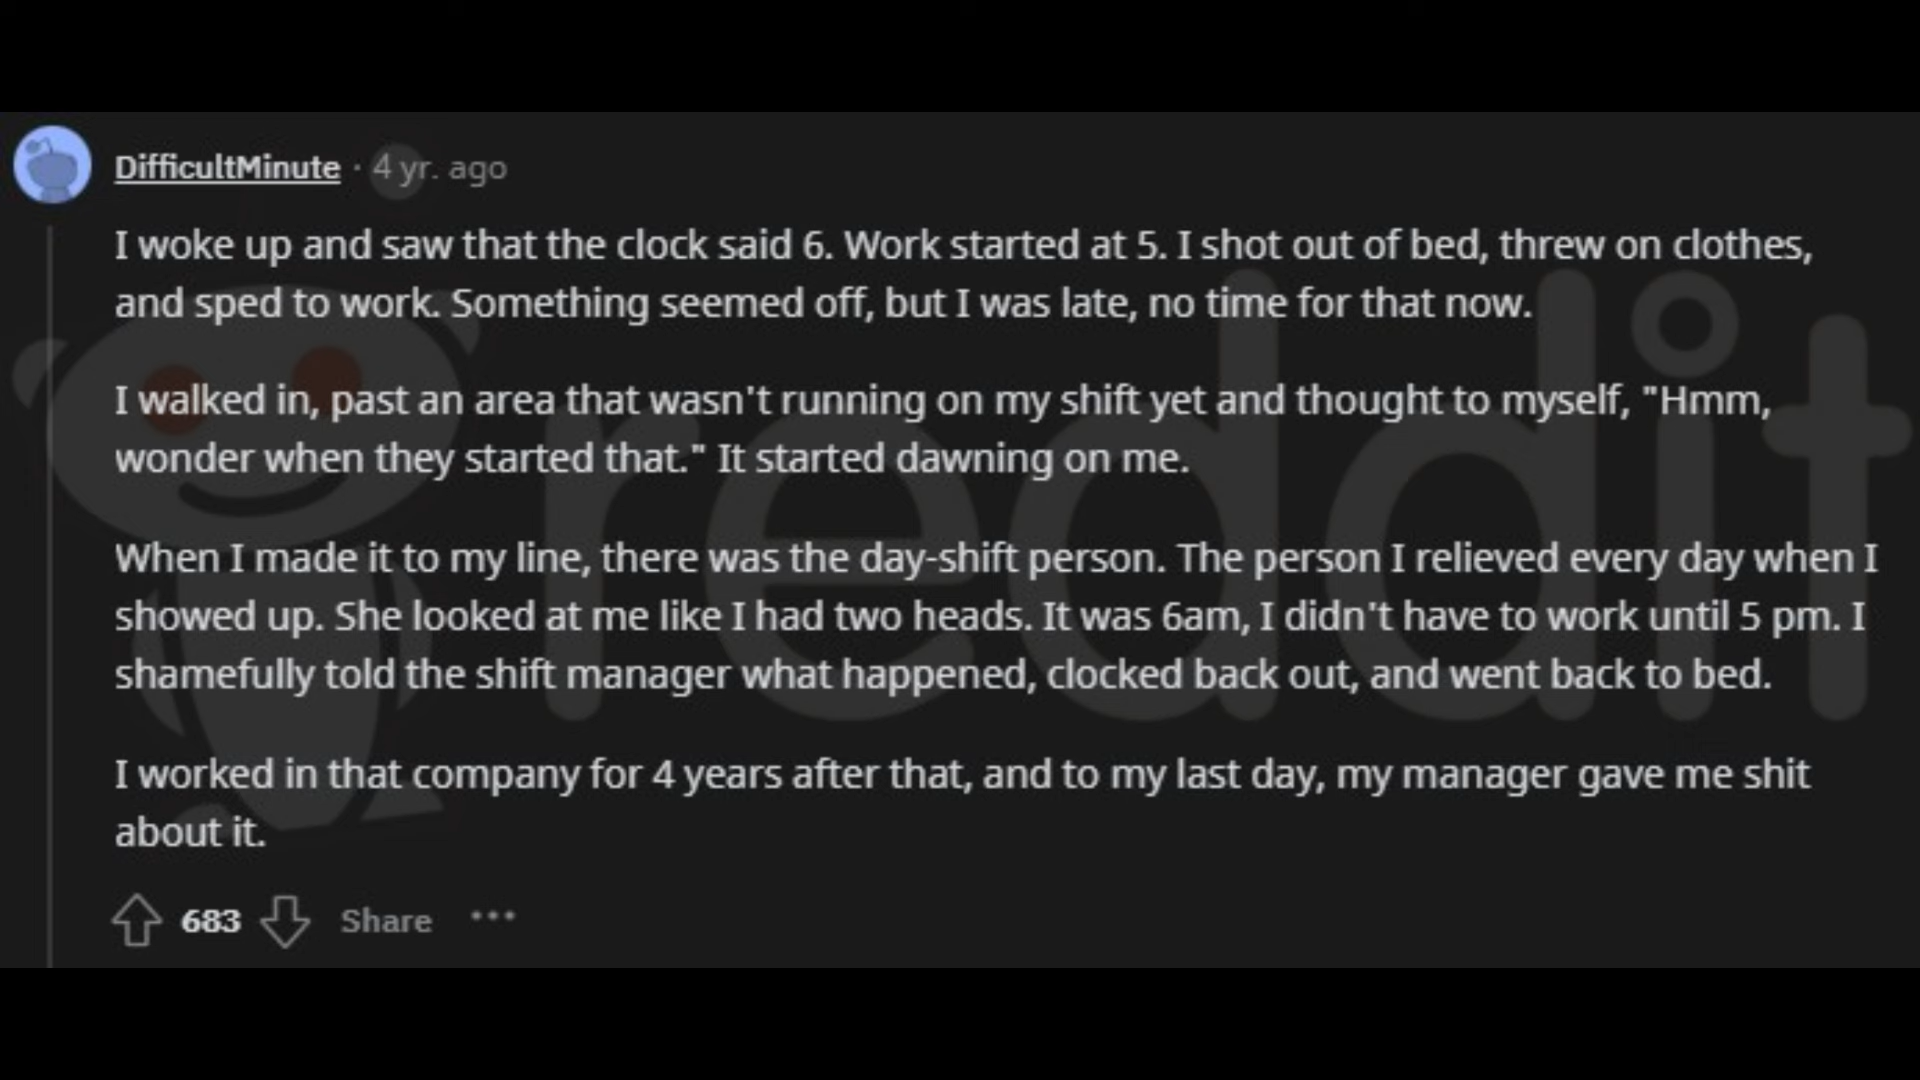 DifficultMinute · 4 yr. ago
I woke up and saw that the clock said 6. Work started at 5. I shot out of bed, threw on clothes,
and sped to work. Something seemed off, but I was late, no time for that now.
I walked in, past an area that wasn't running on my shift yet and thought to myself, "Hmm,
wonder when they started that." It started dawning on me.
When I made it to my line, there was the day-shift person. The person I relieved every day when I
showed up. She looked at me like I had two heads. It was 6am, I didn't have to work until 5 pm. I
shamefully told the shift manager what happened, clocked back out, and went back to bed.
I worked in that company for 4 years after that, and to my last day, my manager gave me shit
about it.
683 Share ...
reddit